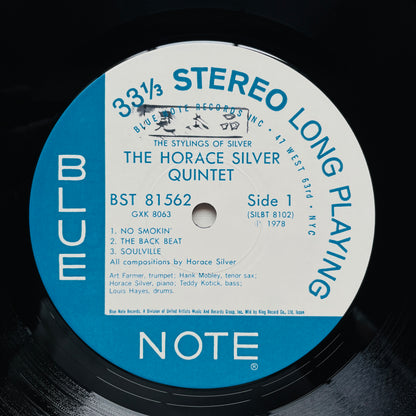 33⅓ STEREO LONG PLAYING
BLUE NOTE RECORDS INC • 47 WEST 63rd • NYC
見本品
THE STYLINGS OF SILVER
THE HORACE SILVER
QUINTET
BST 81562 Side 1
GXK 8063 (SILBT 8102)
℗ 1978
1. NO SMOKIN'
2. THE BACK BEAT
3. SOULVILLE
All compositions by Horace Silver
Art Farmer, trumpet; Hank Mobley, tenor sax;
Horace Silver, piano; Teddy Kotick, bass;
Louis Hayes, drums.
Blue Note Records, A Division of United Artists Music And Records Group, Inc. Mfd by King Record Co., Ltd, Japan
BLUE
NOTE
®